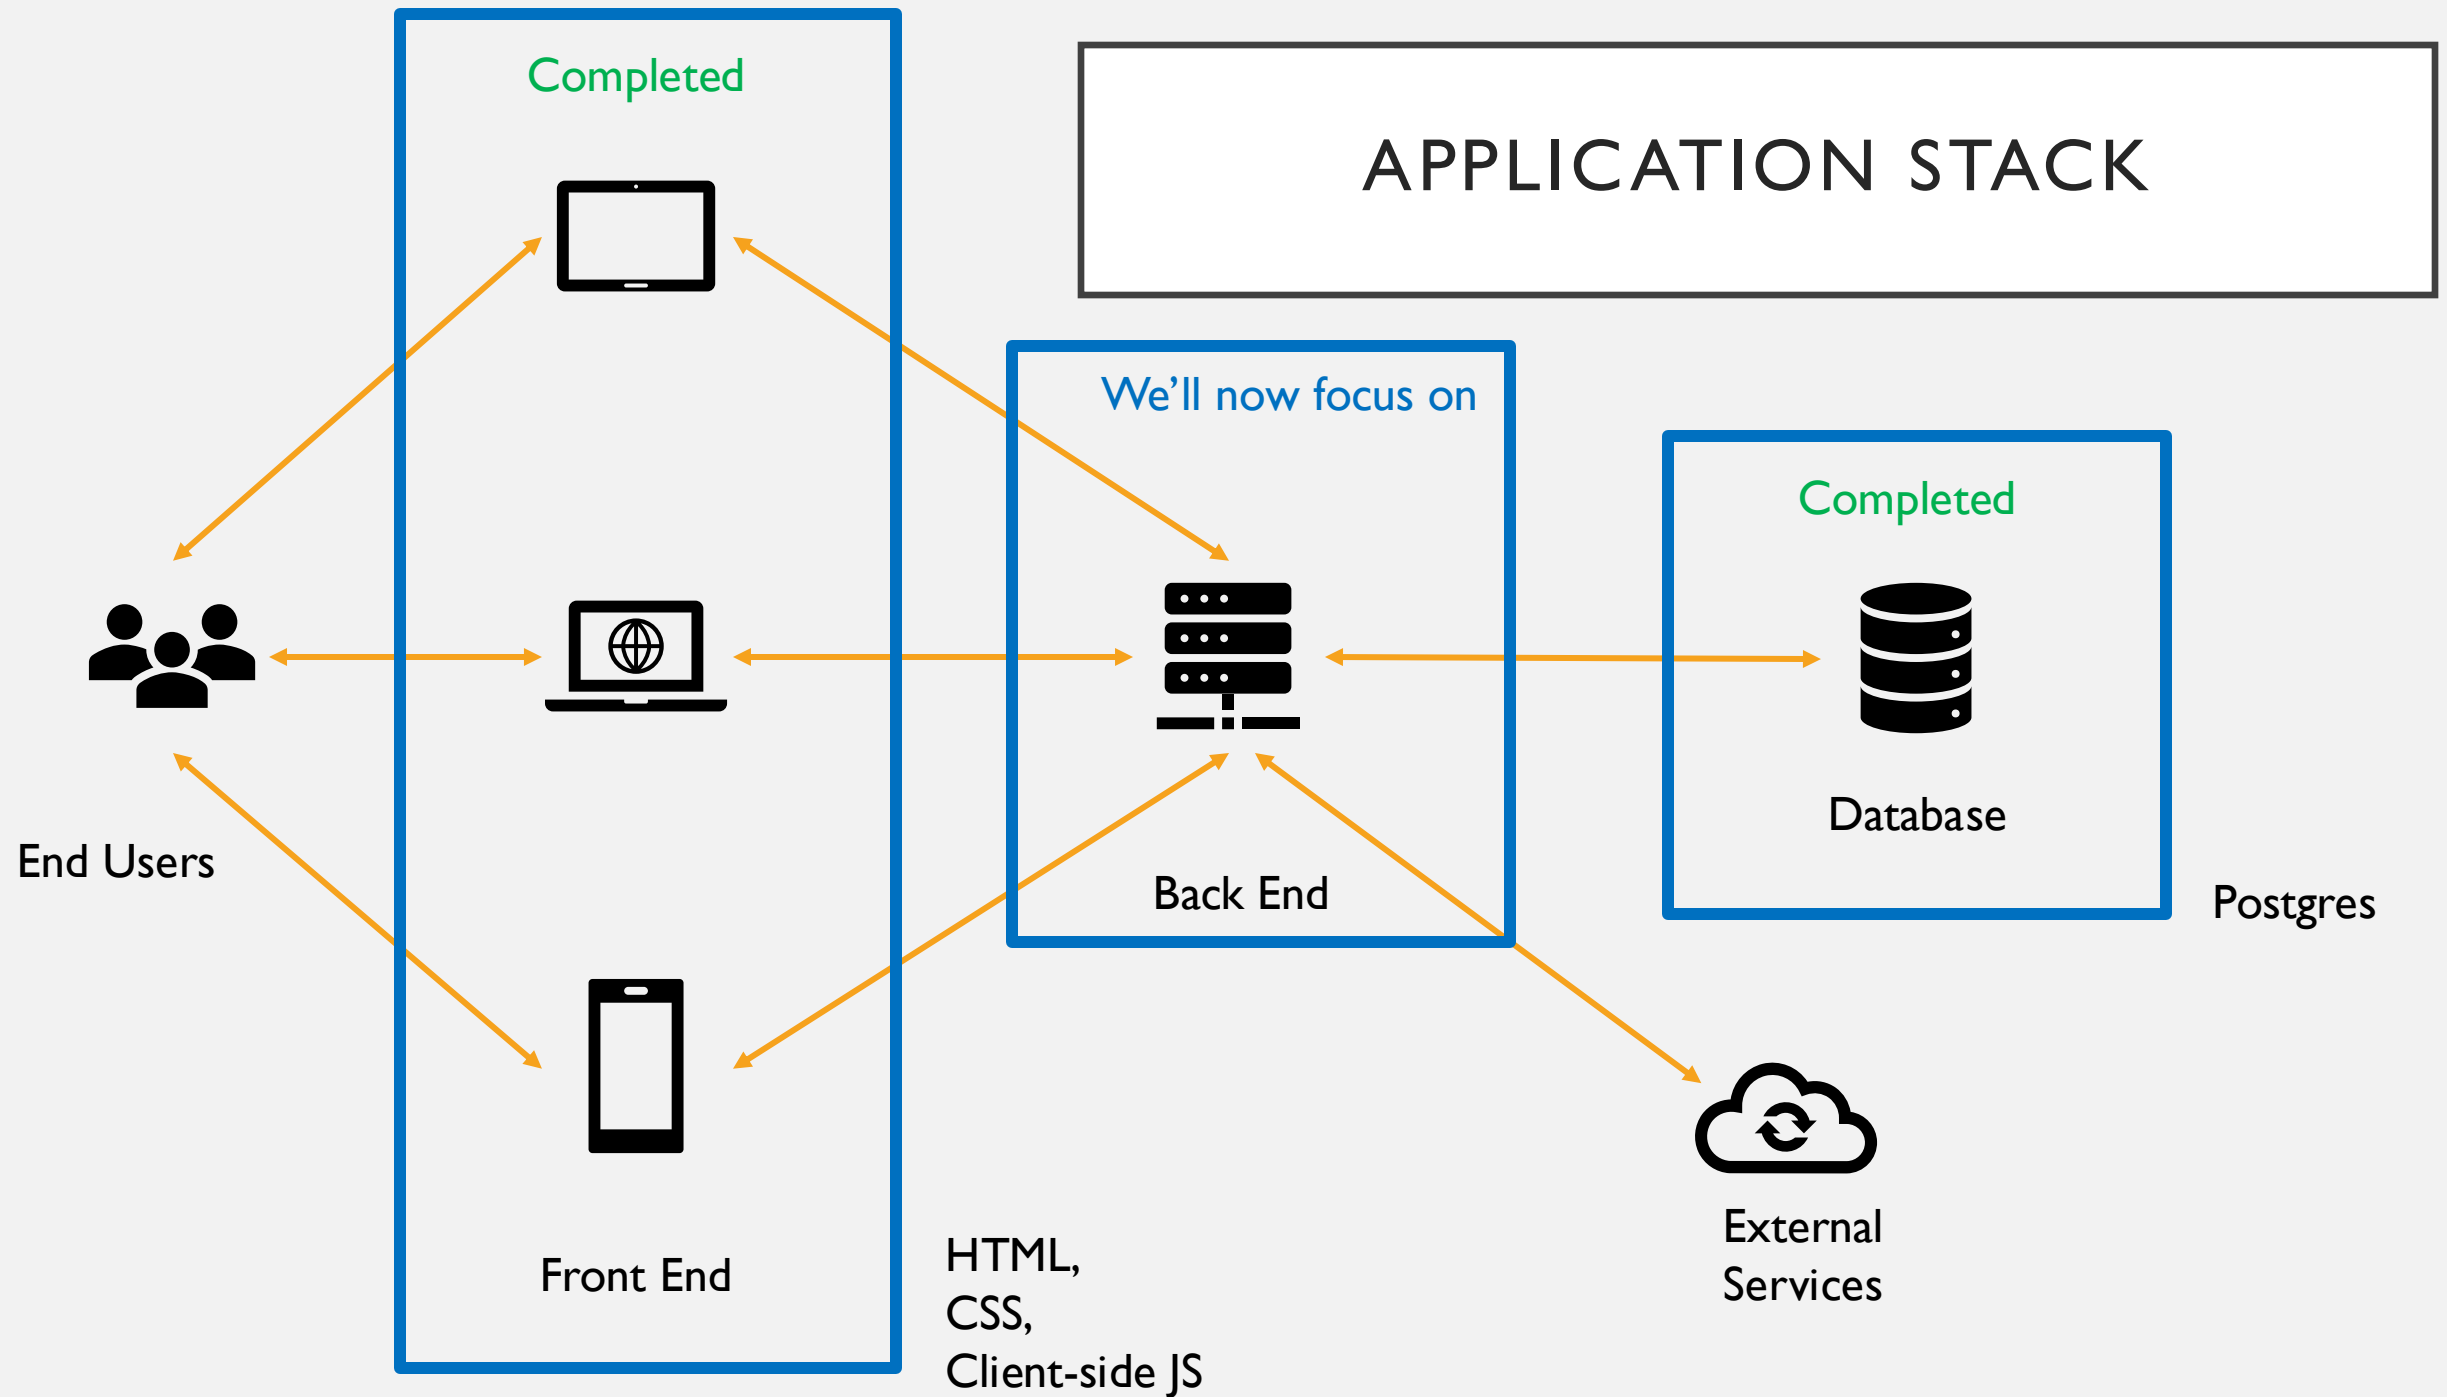 Completed
APPLICATION STACK
We'll now focus on
Completed
Database
End Users
Back End
Postgres
External
Services
Front End
HTML,
CSS,
Client-side JS